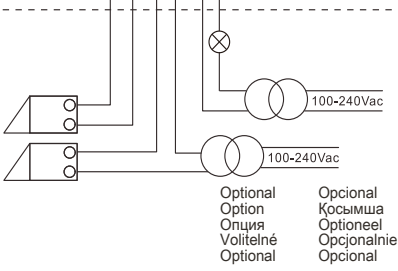 100-240Vac
100-240Vac
Optional Opcional
Option Қосымша
Опция Optioneel
Volitelné Opcjonalnie
Optional Opcional